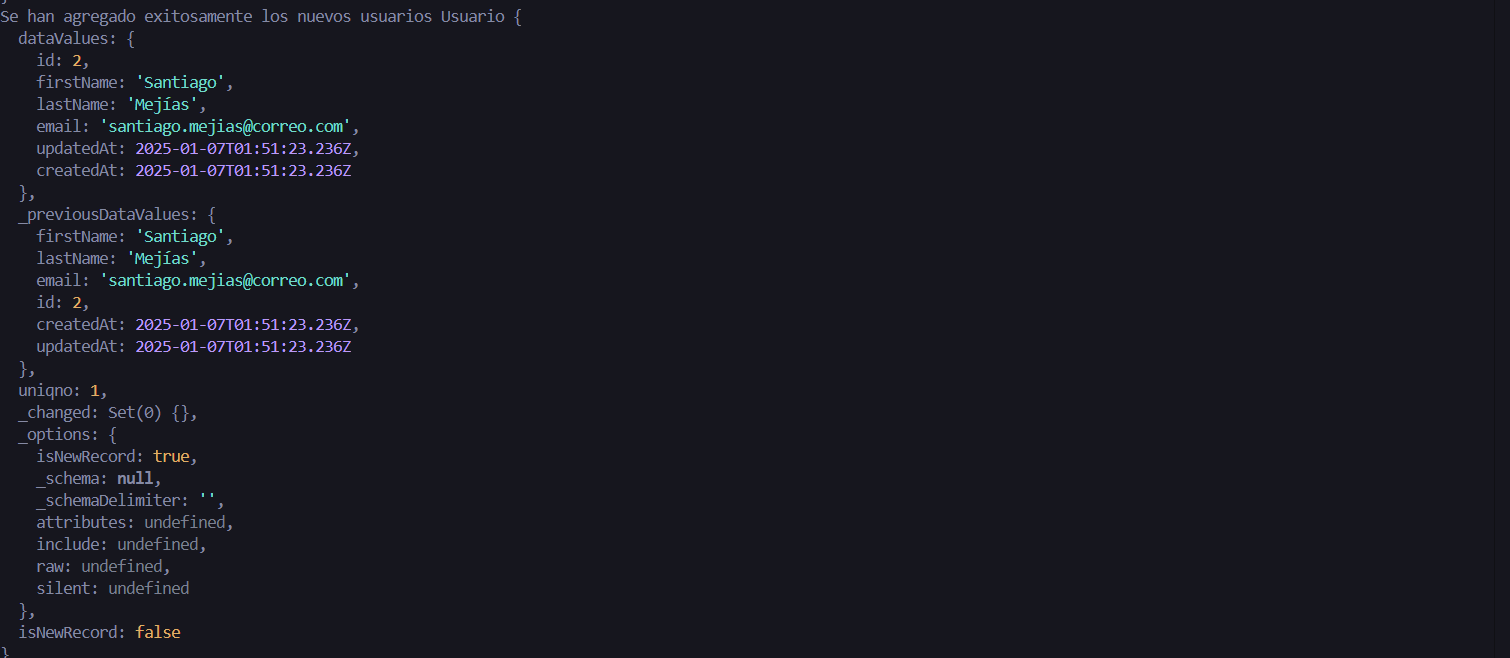 }
Se han agregado exitosamente los nuevos usuarios Usuario {
  dataValues: {
    id: 2,
    firstName: 'Santiago',
    lastName: 'Mejías',
    email: 'santiago.mejias@correo.com',
    updatedAt: 2025-01-07T01:51:23.236Z,
    createdAt: 2025-01-07T01:51:23.236Z
  },
  _previousDataValues: {
    firstName: 'Santiago',
    lastName: 'Mejías',
    email: 'santiago.mejias@correo.com',
    id: 2,
    createdAt: 2025-01-07T01:51:23.236Z,
    updatedAt: 2025-01-07T01:51:23.236Z
  },
  uniqno: 1,
  _changed: Set(0) {},
  _options: {
    isNewRecord: true,
    _schema: null,
    _schemaDelimiter: '',
    attributes: undefined,
    include: undefined,
    raw: undefined,
    silent: undefined
  },
  isNewRecord: false
}